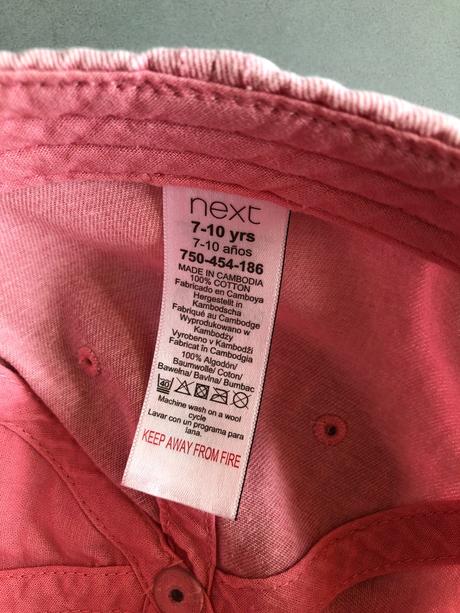 next
7-10 yrs
7-10 años
750-454-186
MADE IN CAMBODIA
100% COTTON
Fabricado en Camboya
Hergestellt in
Kambodscha
Fabriqué au Cambodge
Wyprodukowano w
Kambodży
Vyrobeno v Kambodži
Fabricat în Cambodgia
100% Algodón/
Baumwolle/ Coton/
Bawełna/ Bavlna/ Bumbac
40
Machine wash on a wool
cycle
Lavar con un programa para
lana.
KEEP AWAY FROM FIRE